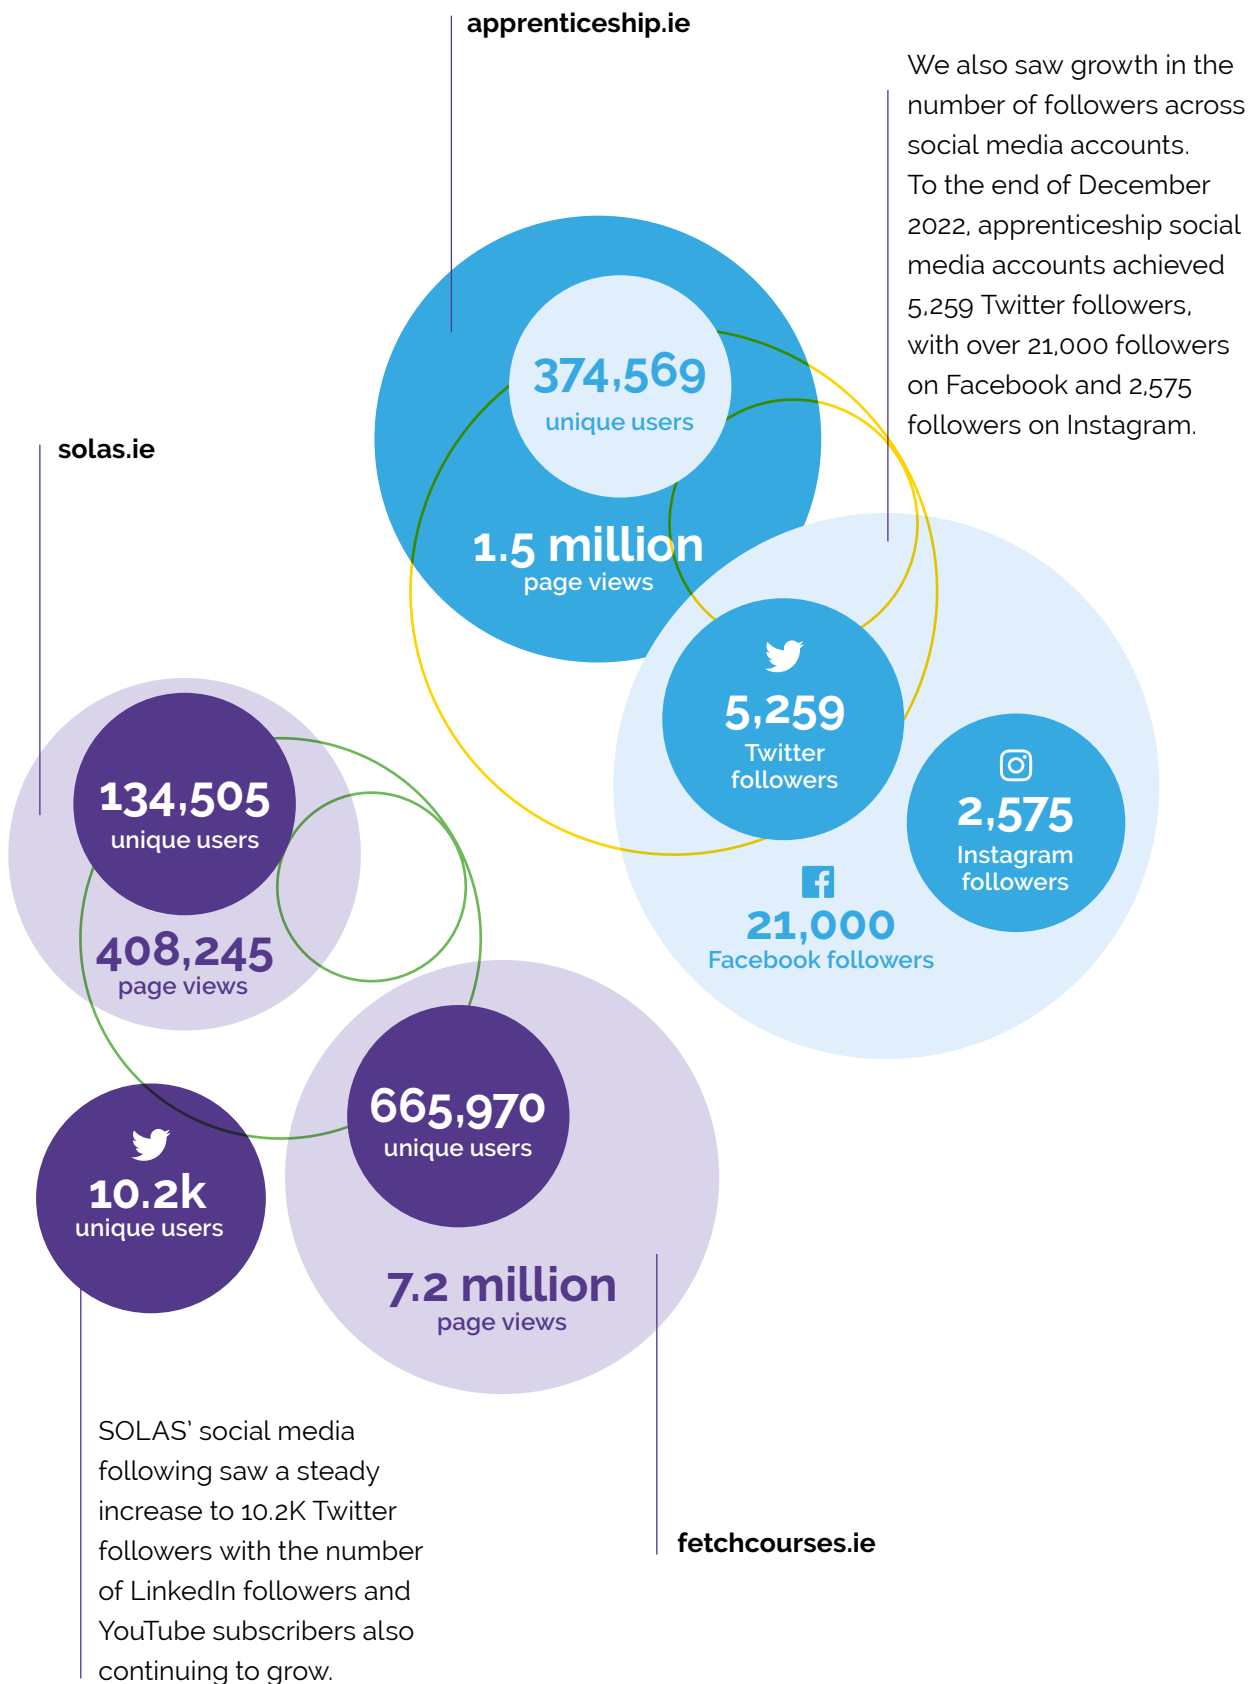 apprenticeship.ie
We also saw growth in the
number of followers across
social media accounts.
To the end of December
2022, apprenticeship social
media accounts achieved
5,259 Twitter followers,
with over 21,000 followers
on Facebook and 2,575
followers on Instagram.
374,569
unique users
1.5 million
page views
5,259
Twitter
followers
2,575
Instagram
followers
21,000
Facebook followers
solas.ie
134,505
unique users
408,245
page views
665,970
unique users
7.2 million
page views
10.2k
unique users
SOLAS’ social media
following saw a steady
increase to 10.2K Twitter
followers with the number
of LinkedIn followers and
YouTube subscribers also
continuing to grow.
fetchcourses.ie